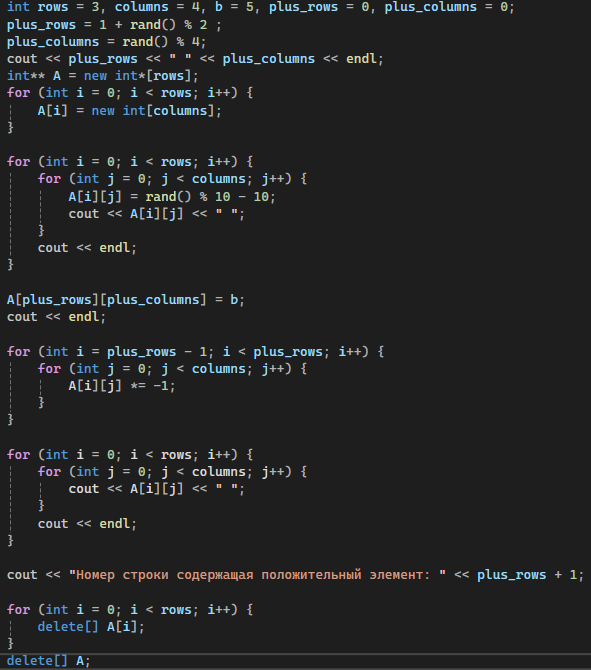 int rows = 3, columns = 4, b = 5, plus_rows = 0, plus_columns = 0;
plus_rows = 1 + rand() % 2 ;
plus_columns = rand() % 4;
cout << plus_rows << " " << plus_columns << endl;
int** A = new int*[rows];
for (int i = 0; i < rows; i++) {
    A[i] = new int[columns];
}

for (int i = 0; i < rows; i++) {
    for (int j = 0; j < columns; j++) {
        A[i][j] = rand() % 10 - 10;
        cout << A[i][j] << " ";
    }
    cout << endl;
}

A[plus_rows][plus_columns] = b;
cout << endl;

for (int i = plus_rows - 1; i < plus_rows; i++) {
    for (int j = 0; j < columns; j++) {
        A[i][j] *= -1;
    }
}

for (int i = 0; i < rows; i++) {
    for (int j = 0; j < columns; j++) {
        cout << A[i][j] << " ";
    }
    cout << endl;
}

cout << "Номер строки содержащая положительный элемент: " << plus_rows + 1;

for (int i = 0; i < rows; i++) {
    delete[] A[i];
}
delete[] A;